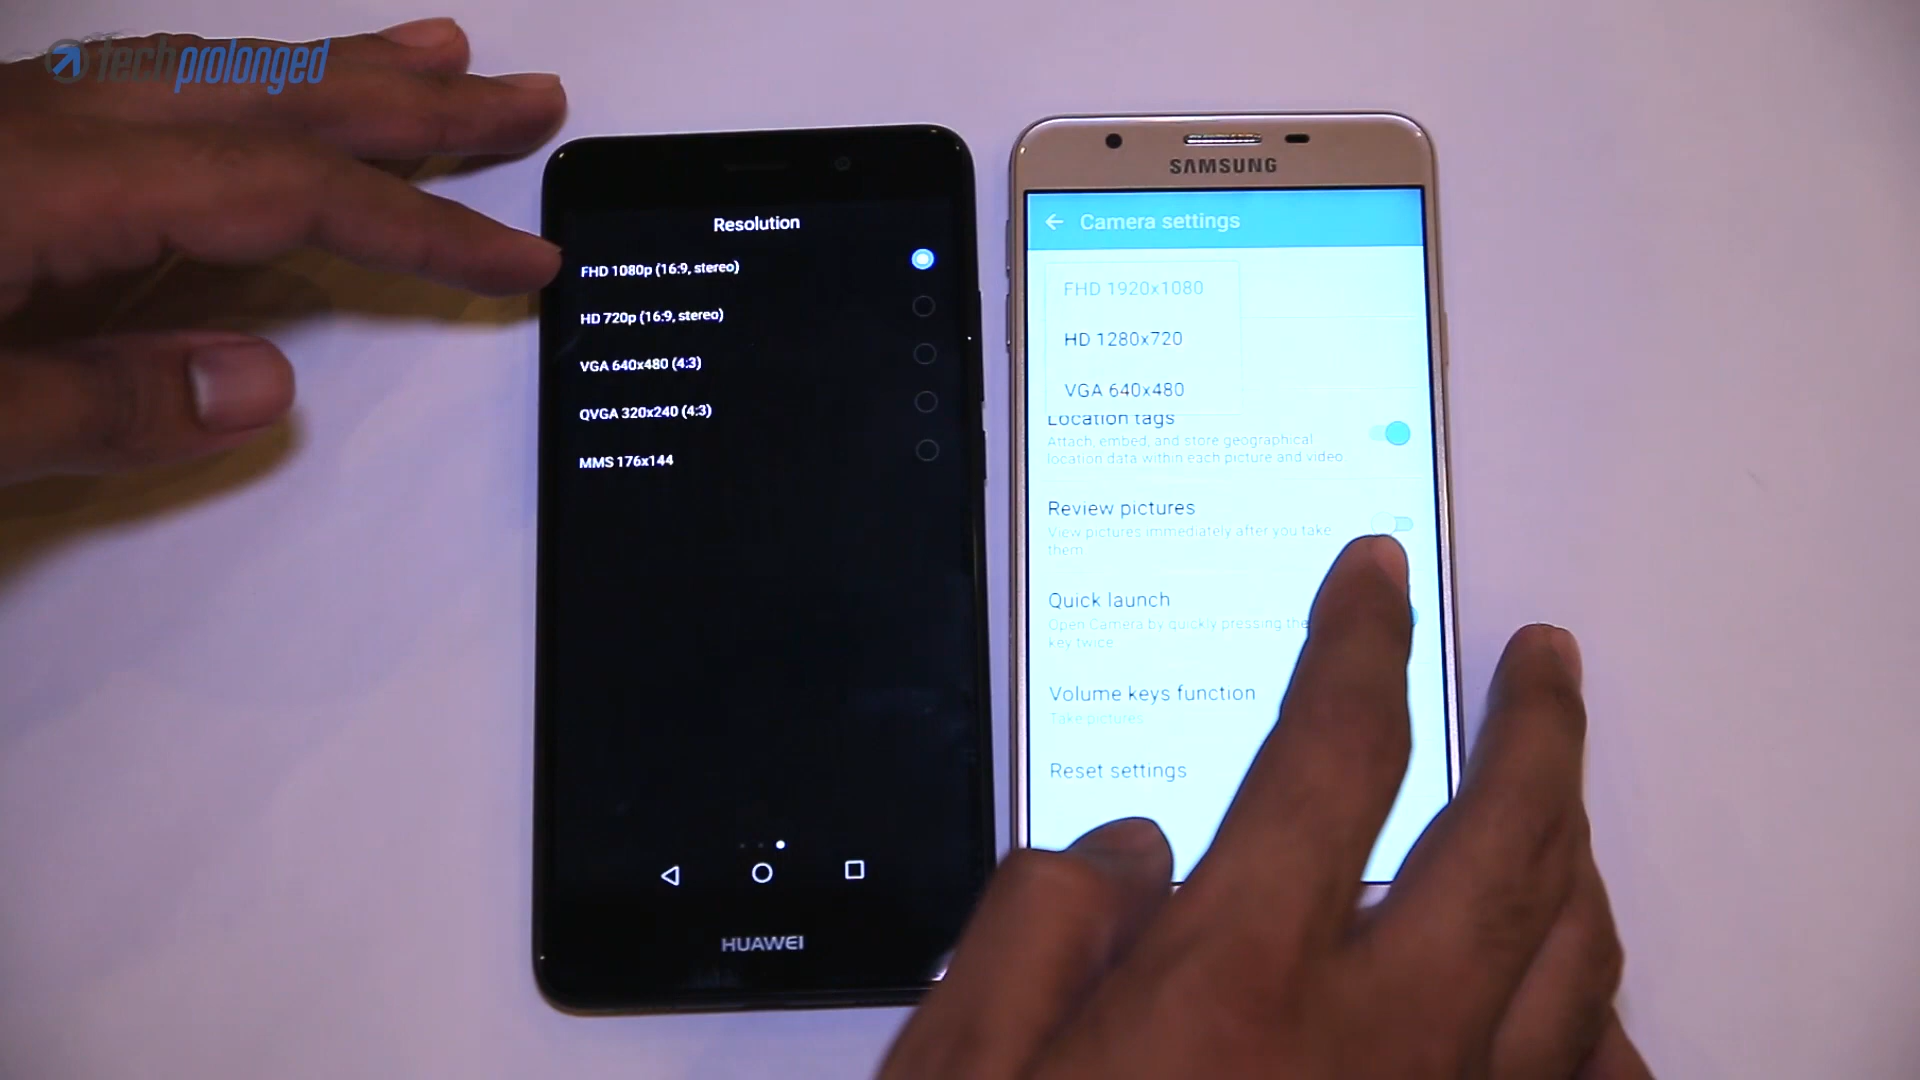 techprolonged
Resolution
FHD 1080p (16:9, stereo)
HD 720p (16:9, stereo)
VGA 640x480 (4:3)
QVGA 320x240 (4:3)
MMS 176x144
HUAWEI
SAMSUNG
Camera settings
FHD 1920x1080
HD 1280x720
VGA 640x480
Location tags
Attach, embed, and store geographical
location data within each picture and video
Review pictures
View pictures immediately after you take
them
Quick launch
Open Camera by quickly pressing the
key twice
Volume keys function
Take pictures
Reset settings